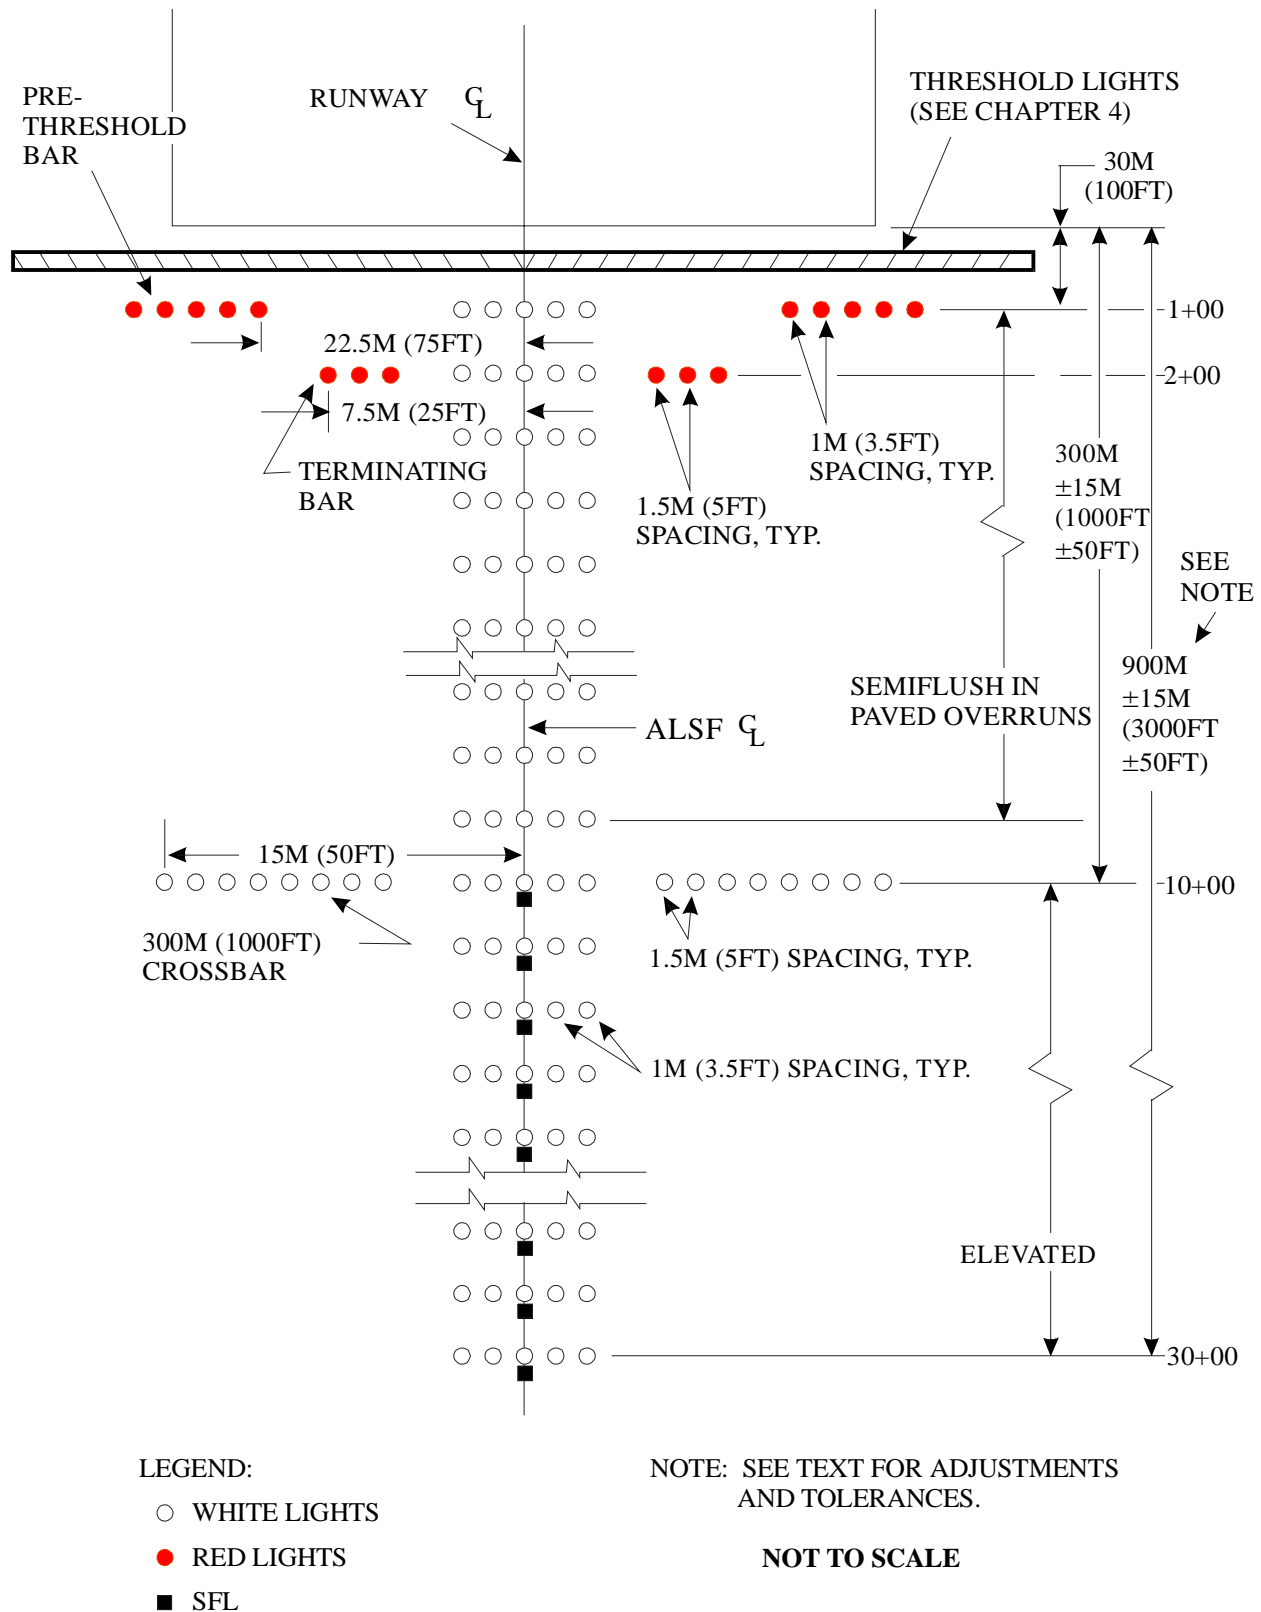 PRE-
THRESHOLD
BAR
RUNWAY ℄
THRESHOLD LIGHTS
(SEE CHAPTER 4)
30M
(100FT)
1+00
22.5M (75FT)
2+00
7.5M (25FT)
TERMINATING
BAR
1M (3.5FT)
SPACING, TYP.
1.5M (5FT)
SPACING, TYP.
300M
±15M
(1000FT
±50FT)
SEE
NOTE
900M
±15M
(3000FT
±50FT)
SEMIFLUSH IN
PAVED OVERRUNS
ALSF ℄
15M (50FT)
10+00
300M (1000FT)
CROSSBAR
1.5M (5FT) SPACING, TYP.
1M (3.5FT) SPACING, TYP.
ELEVATED
30+00
LEGEND:
WHITE LIGHTS
RED LIGHTS
SFL
NOTE: SEE TEXT FOR ADJUSTMENTS
AND TOLERANCES.
NOT TO SCALE